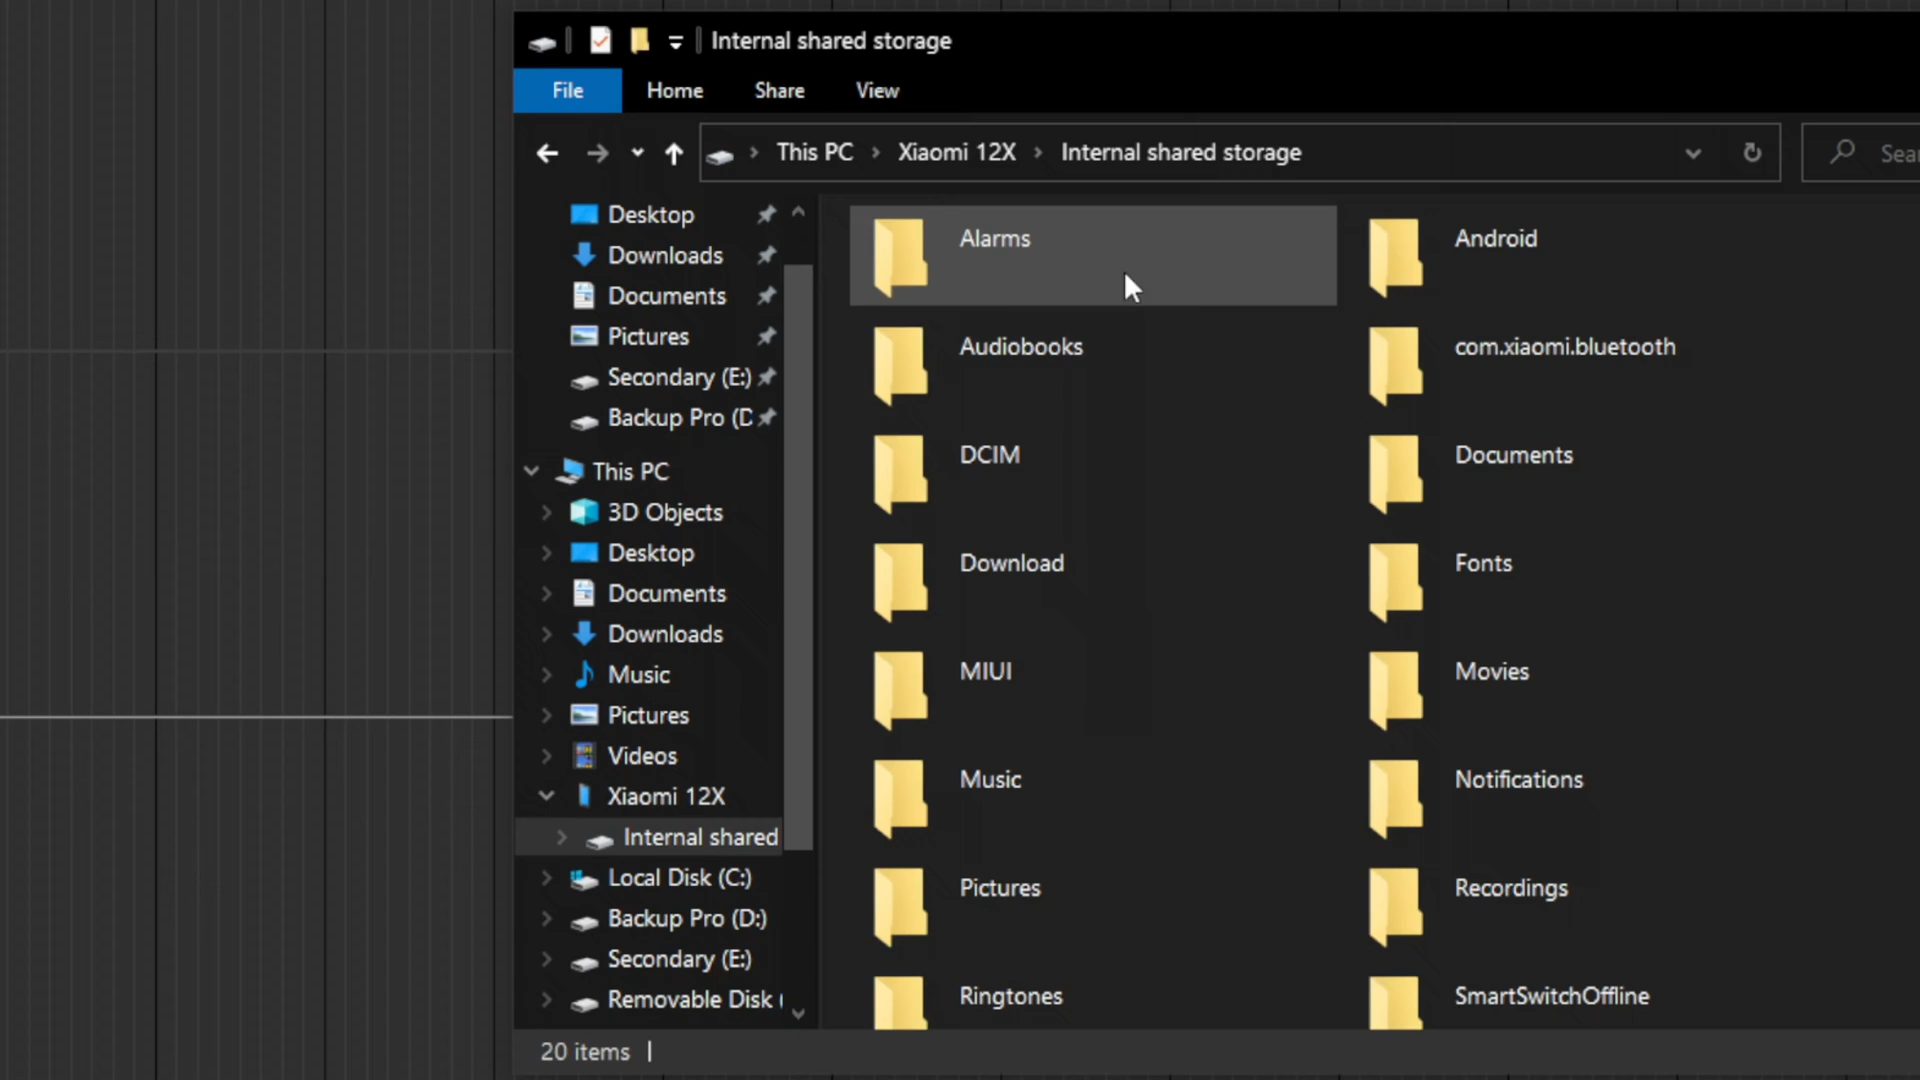 Internal shared storage
File Home Share View
This PC Xiaomi 12X Internal shared storage
Desktop
Downloads
Documents
Pictures
Secondary (E:)
Backup Pro (D
This PC
3D Objects
Desktop
Documents
Downloads
Music
Pictures
Videos
Xiaomi 12X
Internal shared
Local Disk (C:)
Backup Pro (D:)
Secondary (E:)
Removable Disk
Alarms Android
Audiobooks com.xiaomi.bluetooth
DCIM Documents
Download Fonts
MIUI Movies
Music Notifications
Pictures Recordings
Ringtones SmartSwitchOffline
20 items